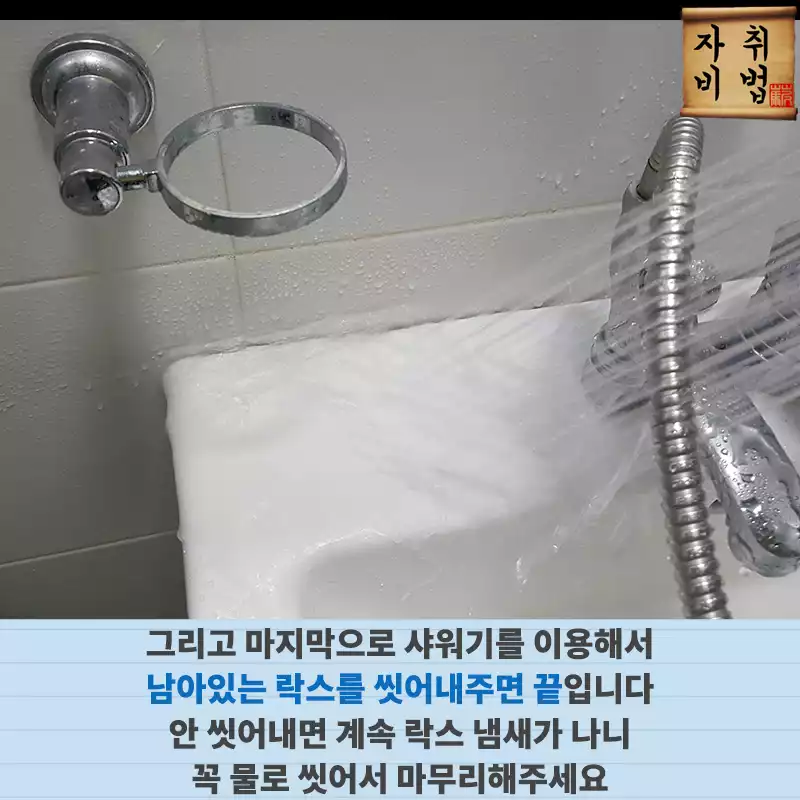 자취
비법
그리고 마지막으로 샤워기를 이용해서
남아있는 락스를 씻어내주면 끝입니다
안 씻어내면 계속 락스 냄새가 나니
꼭 물로 씻어서 마무리해주세요